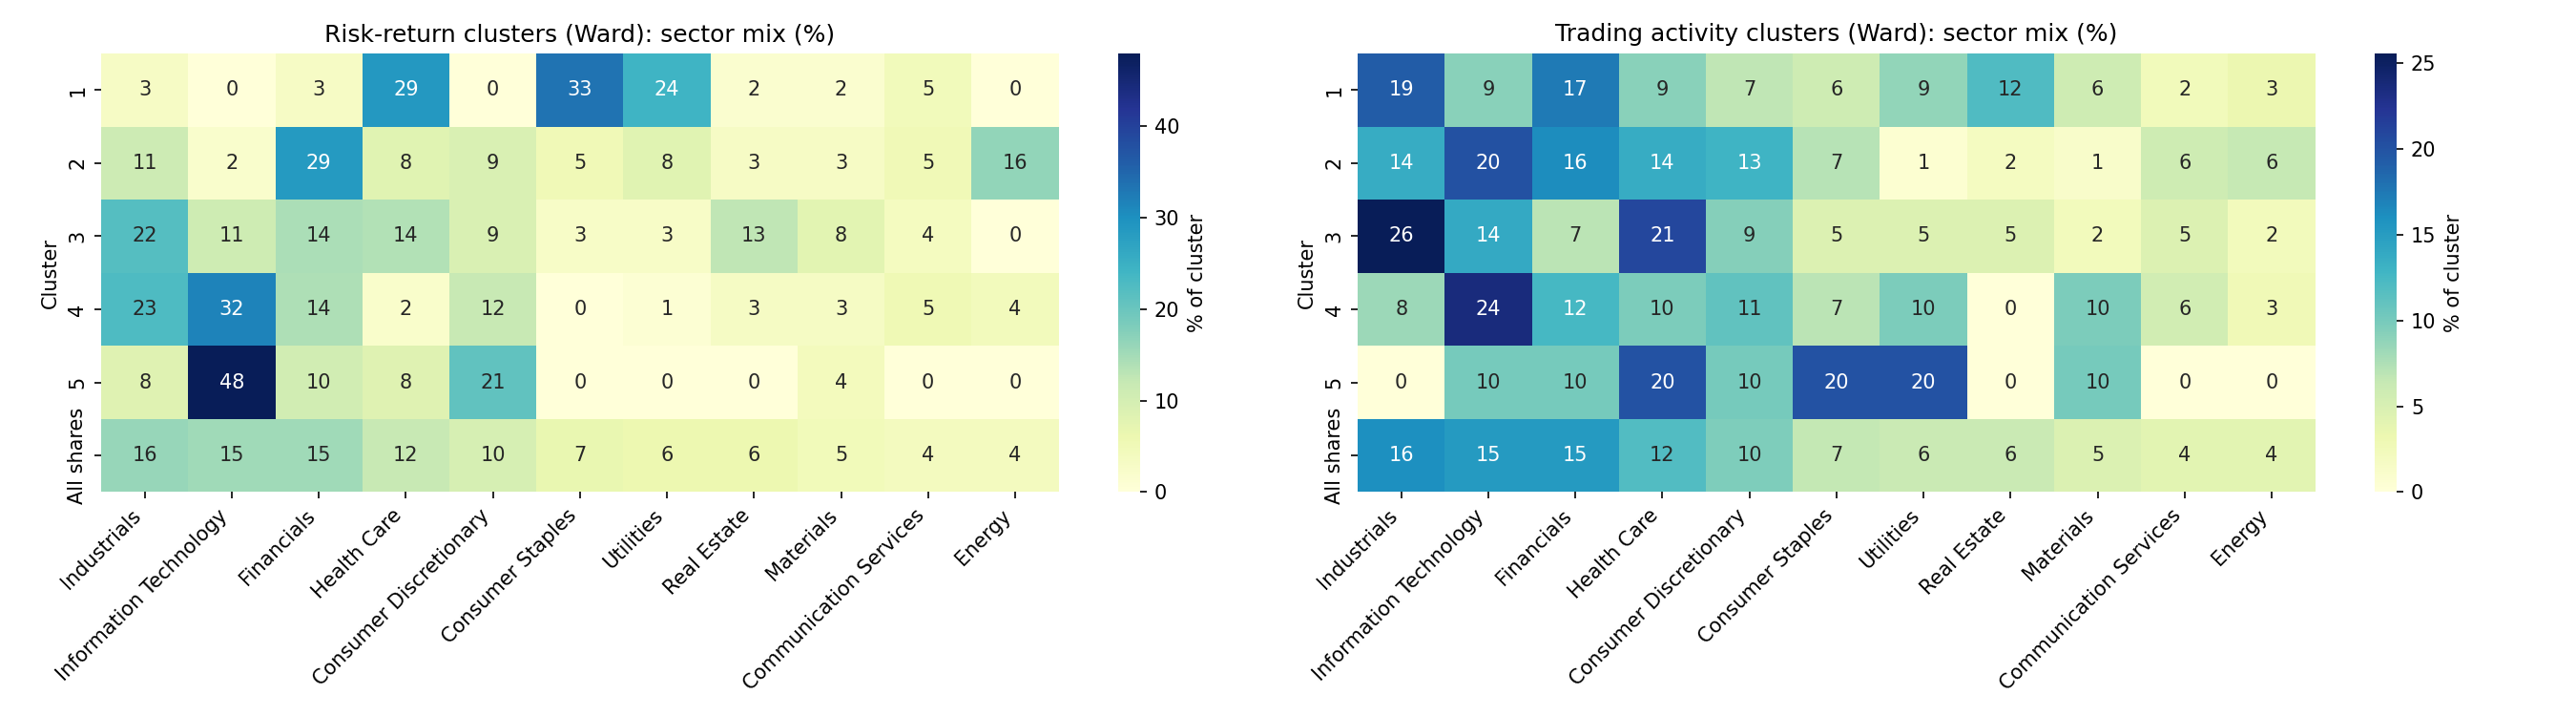 Risk-return clusters (Ward): sector mix (%)
Cluster
1 3 0 3 29 0 33 24 2 2 5 0
2 11 2 29 8 9 5 8 3 3 5 16
3 22 11 14 14 9 3 3 13 8 4 0
4 23 32 14 2 12 0 1 3 3 5 4
5 8 48 10 8 21 0 0 0 4 0 0
All shares 16 15 15 12 10 7 6 6 5 4 4
Industrials
Information Technology
Financials
Health Care
Consumer Discretionary
Consumer Staples
Utilities
Real Estate
Materials
Communication Services
Energy
40
30
20
10
0
% of cluster
Trading activity clusters (Ward): sector mix (%)
Cluster
1 19 9 17 9 7 6 9 12 6 2 3
2 14 20 16 14 13 7 1 2 1 6 6
3 26 14 7 21 9 5 5 5 2 5 2
4 8 24 12 10 11 7 10 0 10 6 3
5 0 10 10 20 10 20 20 0 10 0 0
All shares 16 15 15 12 10 7 6 6 5 4 4
Industrials
Information Technology
Financials
Health Care
Consumer Discretionary
Consumer Staples
Utilities
Real Estate
Materials
Communication Services
Energy
25
20
15
10
5
0
% of cluster